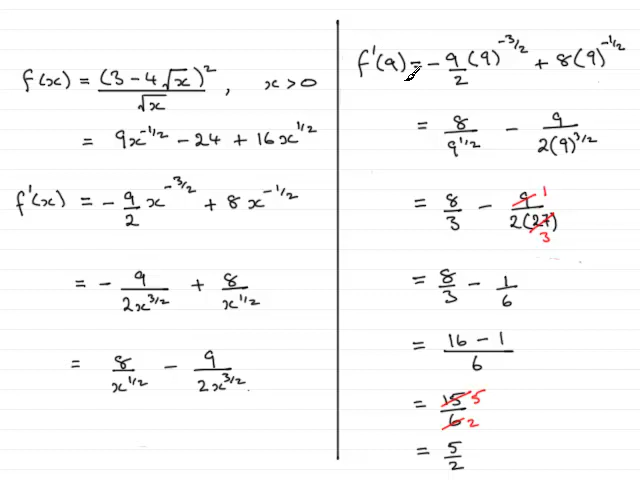 f(x) = (3 - 4√x)² / √x , x > 0
= 9x^(-1/2) - 24 + 16x^(1/2)
f'(x) = - 9/2 x^(-3/2) + 8x^(-1/2)
= - 9/(2x^(3/2)) + 8/x^(1/2)
= 8/x^(1/2) - 9/(2x^(3/2))
f'(9) = - 9/2 (9)^(-3/2) + 8(9)^(-1/2)
= 8/9^(1/2) - 9/(2(9)^(3/2))
= 8/3 - 9/(2(27)) 1 3
= 8/3 - 1/6
= (16 - 1)/6
= 15/6 5 2
= 5/2